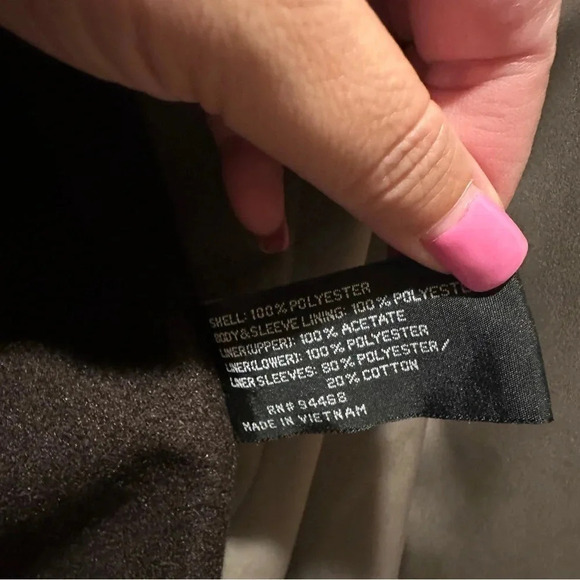 SHELL: 100% POLYESTER
BODY&SLEEVE LINING: 100% POLYESTE
LINER(UPPER): 100% ACETATE
LINER(LOWER): 100% POLYESTER
LINER SLEEVES: 80% POLYESTER/
20% COTTON
RN# 94468
MADE IN VIETNAM